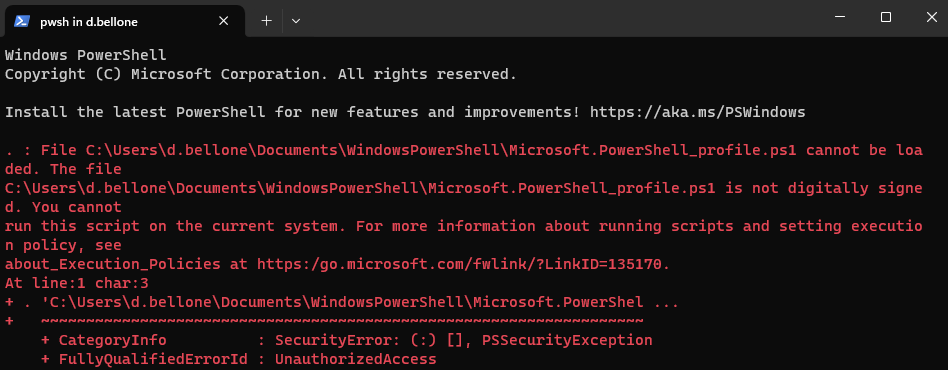 pwsh in d.bellone
Windows PowerShell
Copyright (C) Microsoft Corporation. All rights reserved.
Install the latest PowerShell for new features and improvements! https://aka.ms/PSWindows
. : File C:\Users\d.bellone\Documents\WindowsPowerShell\Microsoft.PowerShell_profile.ps1 cannot be loa
ded. The file
C:\Users\d.bellone\Documents\WindowsPowerShell\Microsoft.PowerShell_profile.ps1 is not digitally signe
d. You cannot
run this script on the current system. For more information about running scripts and setting executio
n policy, see
about_Execution_Policies at https:/go.microsoft.com/fwlink/?LinkID=135170.
At line:1 char:3
+ . 'C:\Users\d.bellone\Documents\WindowsPowerShell\Microsoft.PowerShel ...
+   ~~~~~~~~~~~~~~~~~~~~~~~~~~~~~~~~~~~~~~~~~~~~~~~~~~~~~~~~~~~~~~~~~~~
    + CategoryInfo          : SecurityError: (:) [], PSSecurityException
    + FullyQualifiedErrorId : UnauthorizedAccess